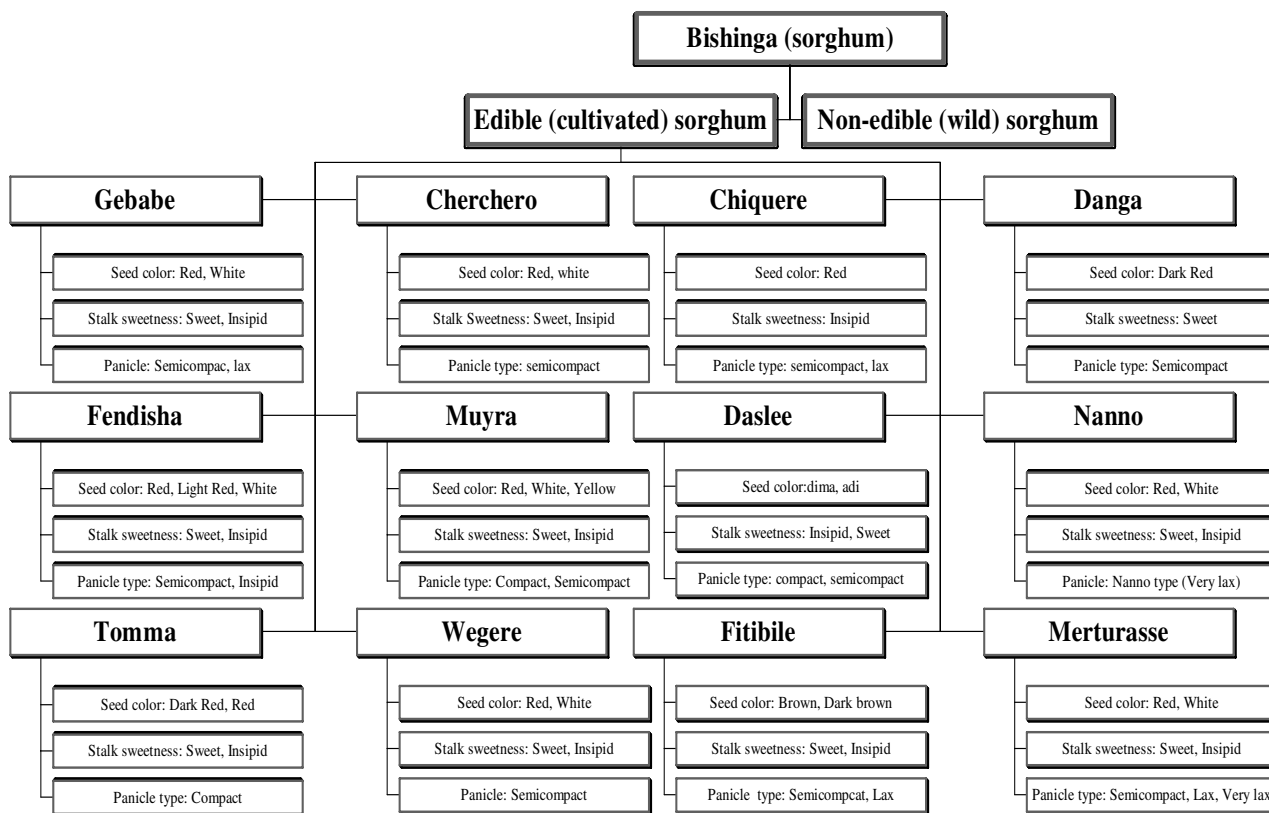 Bishinga (sorghum)
Edible (cultivated) sorghum
Non-edible (wild) sorghum
Gebabe
Seed color: Red, White
Stalk sweetness: Sweet, Insipid
Panicle: Semicompac, lax
Cherchero
Seed color: Red, white
Stalk Sweetness: Sweet, Insipid
Panicle type: semicompact
Chiquere
Seed color: Red
Stalk sweetness: Insipid
Panicle type: semicompact, lax
Danga
Seed color: Dark Red
Stalk sweetness: Sweet
Panicle type: Semicompact
Fendisha
Seed color: Red, Light Red, White
Stalk sweetness: Sweet, Insipid
Panicle type: Semicompact, Insipid
Muyra
Seed color: Red, White, Yellow
Stalk sweetness: Sweet, Insipid
Panicle type: Compact, Semicompact
Daslee
Seed color:dima, adi
Stalk sweetness: Insipid, Sweet
Panicle type: compact, semicompact
Nanno
Seed color: Red, White
Stalk sweetness: Sweet, Insipid
Panicle: Nanno type (Very lax)
Tomma
Seed color: Dark Red, Red
Stalk sweetness: Sweet, Insipid
Panicle type: Compact
Wegere
Seed color: Red, White
Stalk sweetness: Sweet, Insipid
Panicle: Semicompact
Fitibile
Seed color: Brown, Dark brown
Stalk sweetness: Sweet, Insipid
Panicle type: Semicompcat, Lax
Merturasse
Seed color: Red, White
Stalk sweetness: Sweet, Insipid
Panicle type: Semicompact, Lax, Very lax